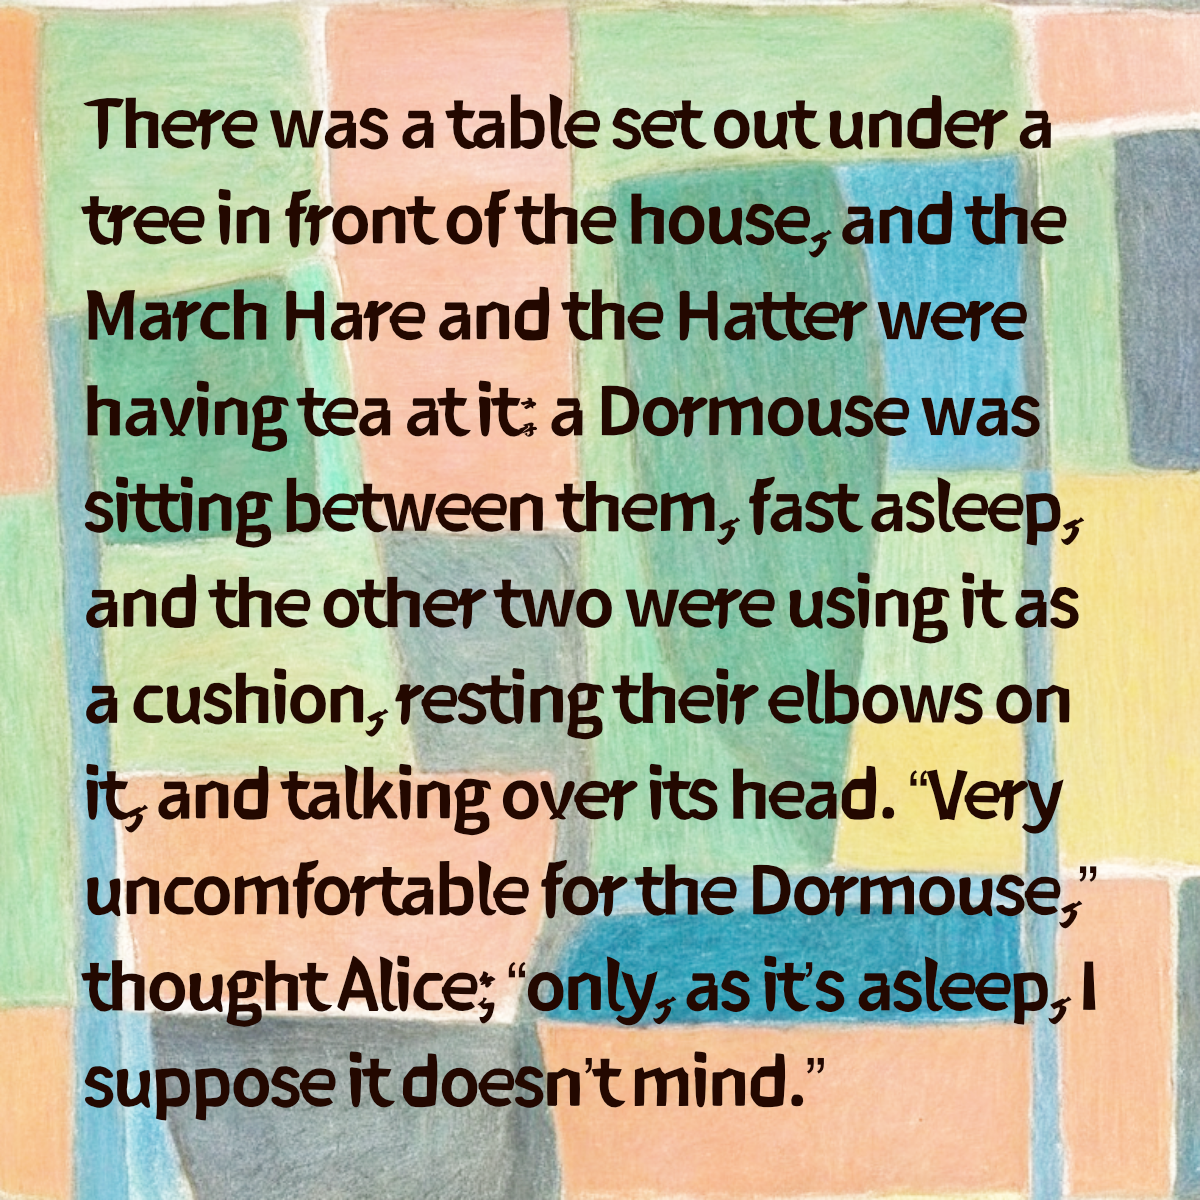 There was a table set out under a
tree in front of the house, and the
March Hare and the Hatter were
having tea at it: a Dormouse was
sitting between them, fast asleep,
and the other two were using it as
a cushion, resting their elbows on
it, and talking over its head. “Very
uncomfortable for the Dormouse,”
thought Alice; “only, as it’s asleep, I
suppose it doesn’t mind.”